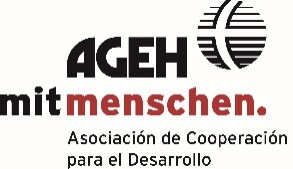 AGEH
mitmenschen.
Asociación de Cooperación
para el Desarrollo